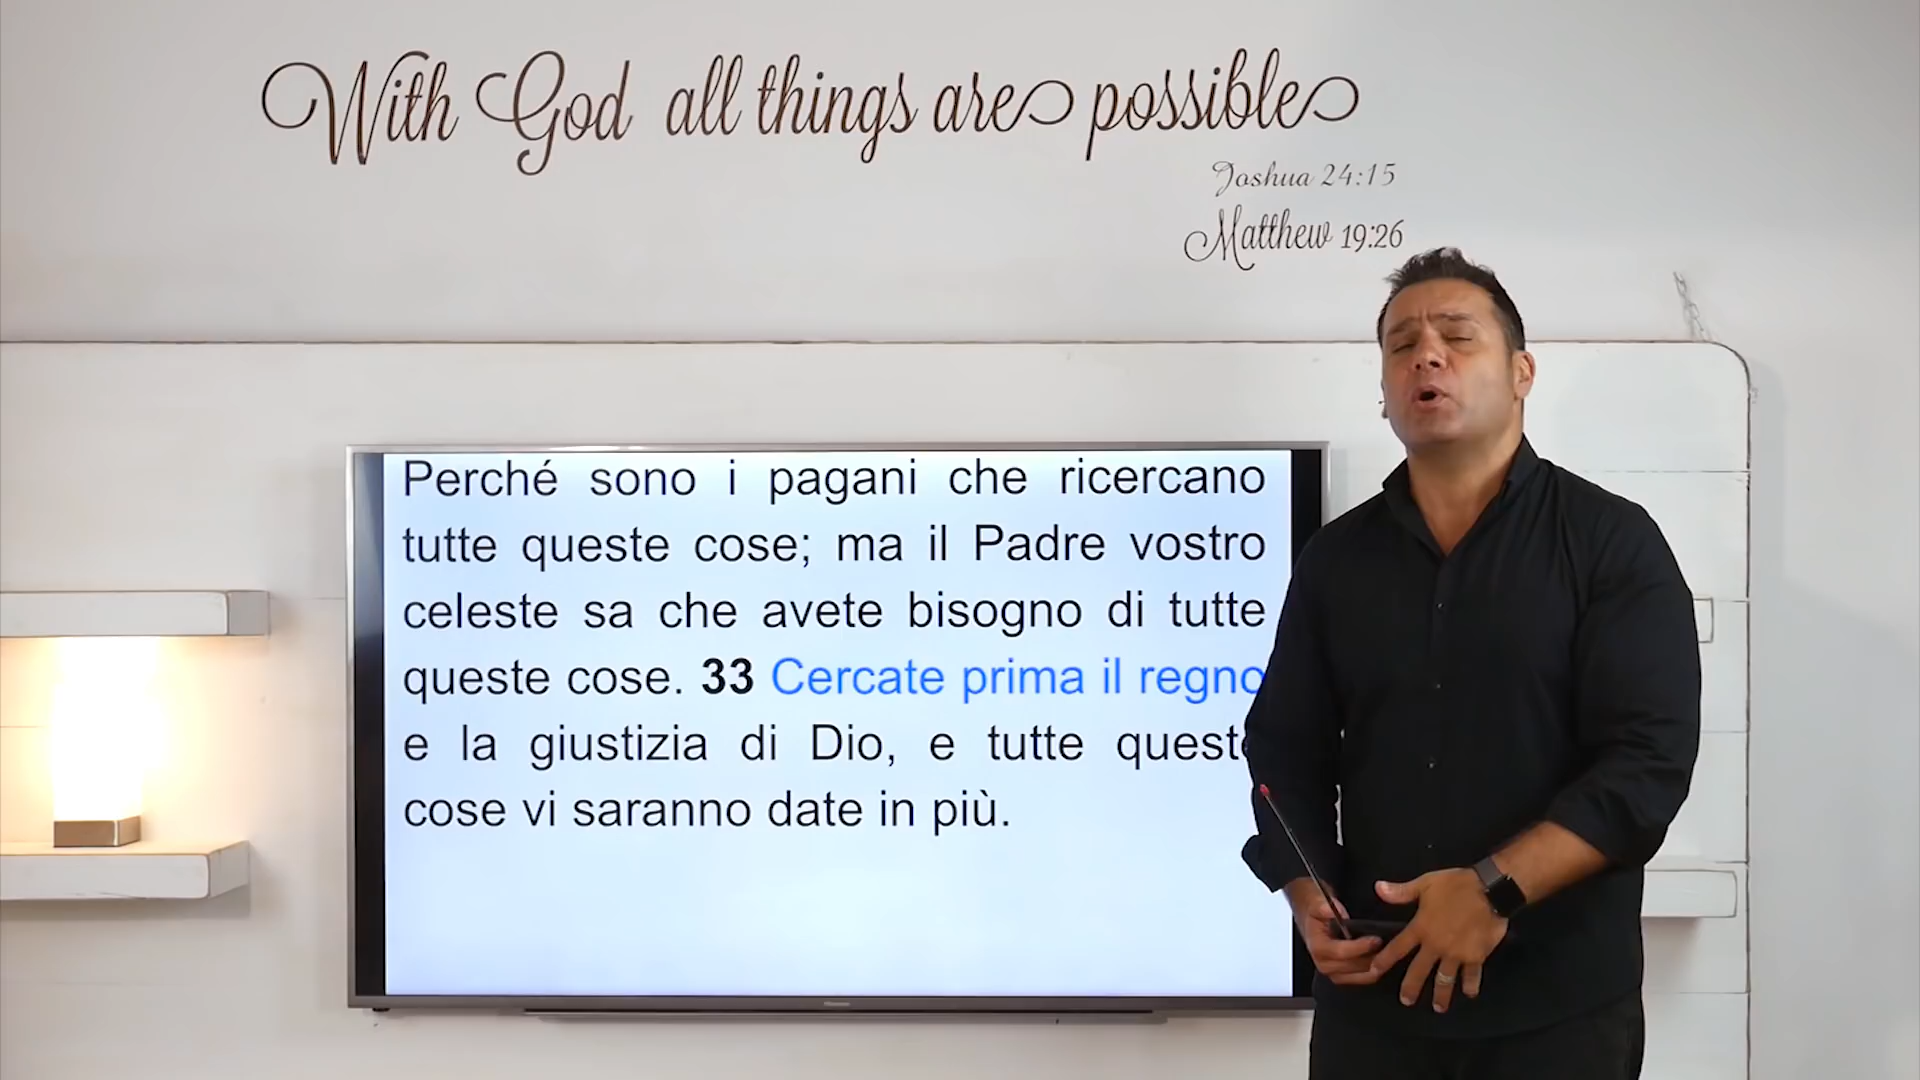 With God all things are possible
Joshua 24:15
Matthew 19:26
Perché sono i pagani che ricercano
tutte queste cose; ma il Padre vostro
celeste sa che avete bisogno di tutte
queste cose. 33 Cercate prima il regno
e la giustizia di Dio, e tutte queste
cose vi saranno date in più.